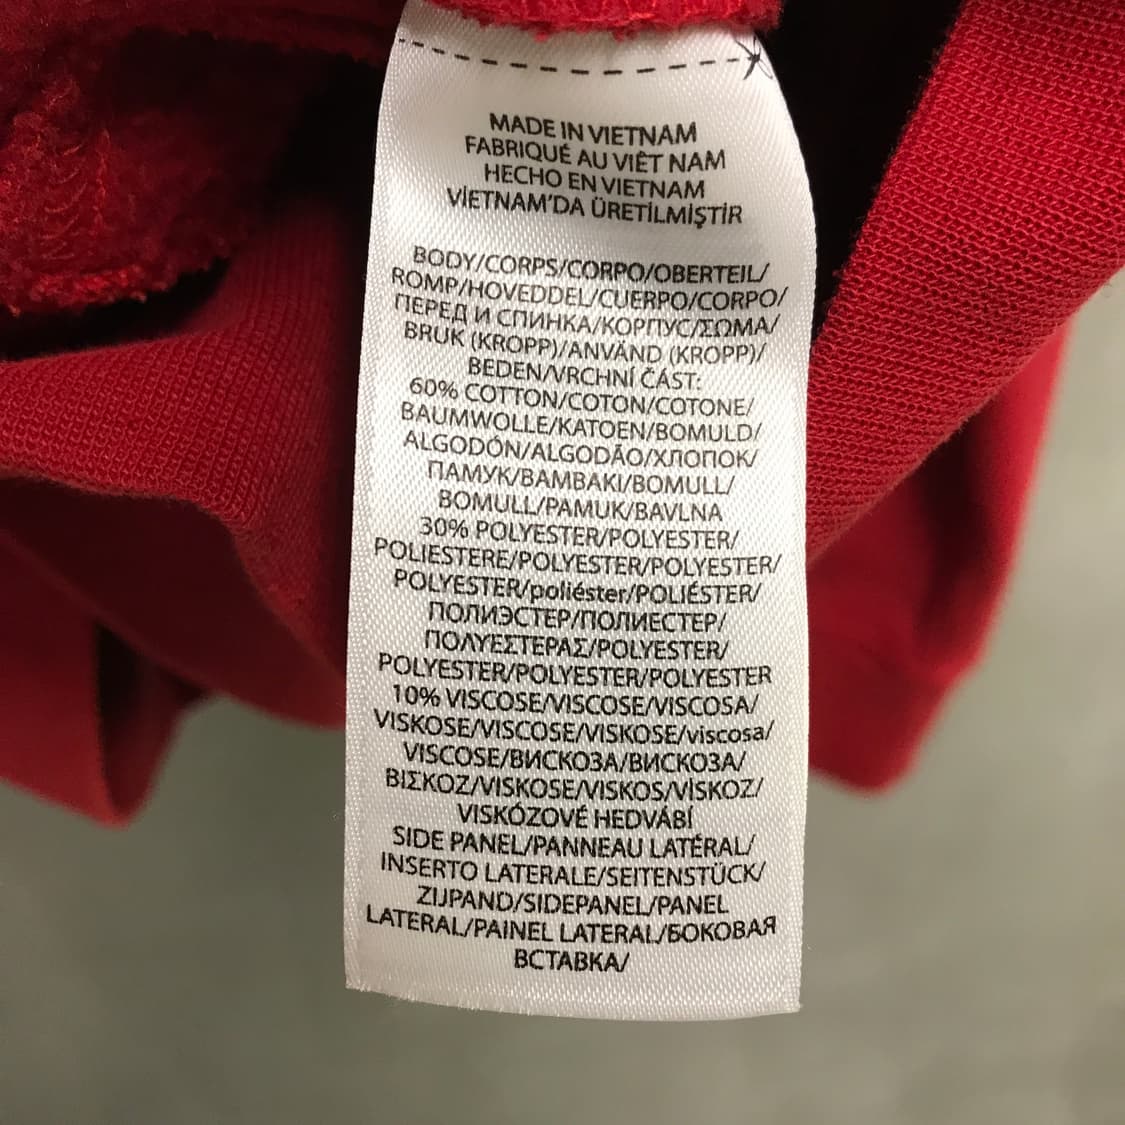 MADE IN VIETNAM
FABRIQUÉ AU VIÊT NAM
HECHO EN VIETNAM
VİETNAM'DA ÜRETİLMİŞTİR
BODY/CORPS/CORPO/OBERTEIL/
ROMP/HOVEDDEL/CUERPO/CORPO/
ПЕРЕД И СПИНКА/КОРПУС/ΣΩΜΑ/
BRUK (KROPP)/ANVÄND (KROPP)/
BEDEN/VRCHNÍ ČÁST:
60% COTTON/COTON/COTONE/
BAUMWOLLE/KATOEN/BOMULD/
ALGODÓN/ALGODÃO/ХЛОПОК/
ПАМУК/ΒΑΜΒΑΚΙ/BOMULL/
BOMULL/PAMUK/BAVLNA
30% POLYESTER/POLYESTER/
POLIESTERE/POLYESTER/POLYESTER/
POLYESTER/poliéster/POLIÉSTER/
ПОЛИЭСТЕР/ПОЛИЕСТЕР/
ΠΟΛΥΕΣΤΕΡΑΣ/POLYESTER/
POLYESTER/POLYESTER/POLYESTER
10% VISCOSE/VISCOSE/VISCOSA/
VISKOSE/VISCOSE/VISKOSE/viscosa/
VISCOSE/ВИСКОЗА/ВИСКОЗА/
ΒΙΣΚΟΖ/VISKOSE/VISKOS/VİSKOZ/
VISKÓZOVÉ HEDVÁBÍ
SIDE PANEL/PANNEAU LATÉRAL/
INSERTO LATERALE/SEITENSTÜCK/
ZIJPAND/SIDEPANEL/PANEL
LATERAL/PAINEL LATERAL/БОКОВАЯ
ВСТАВКА/